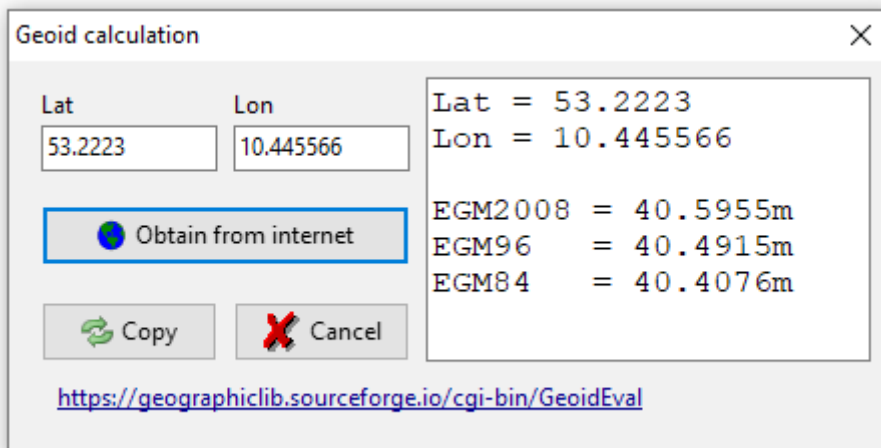 Geoid calculation
Lat Lon
53.2223 10.445566
Obtain from internet
Copy Cancel
Lat = 53.2223
Lon = 10.445566
EGM2008 = 40.5955m
EGM96   = 40.4915m
EGM84   = 40.4076m
https://geographiclib.sourceforge.io/cgi-bin/GeoidEval